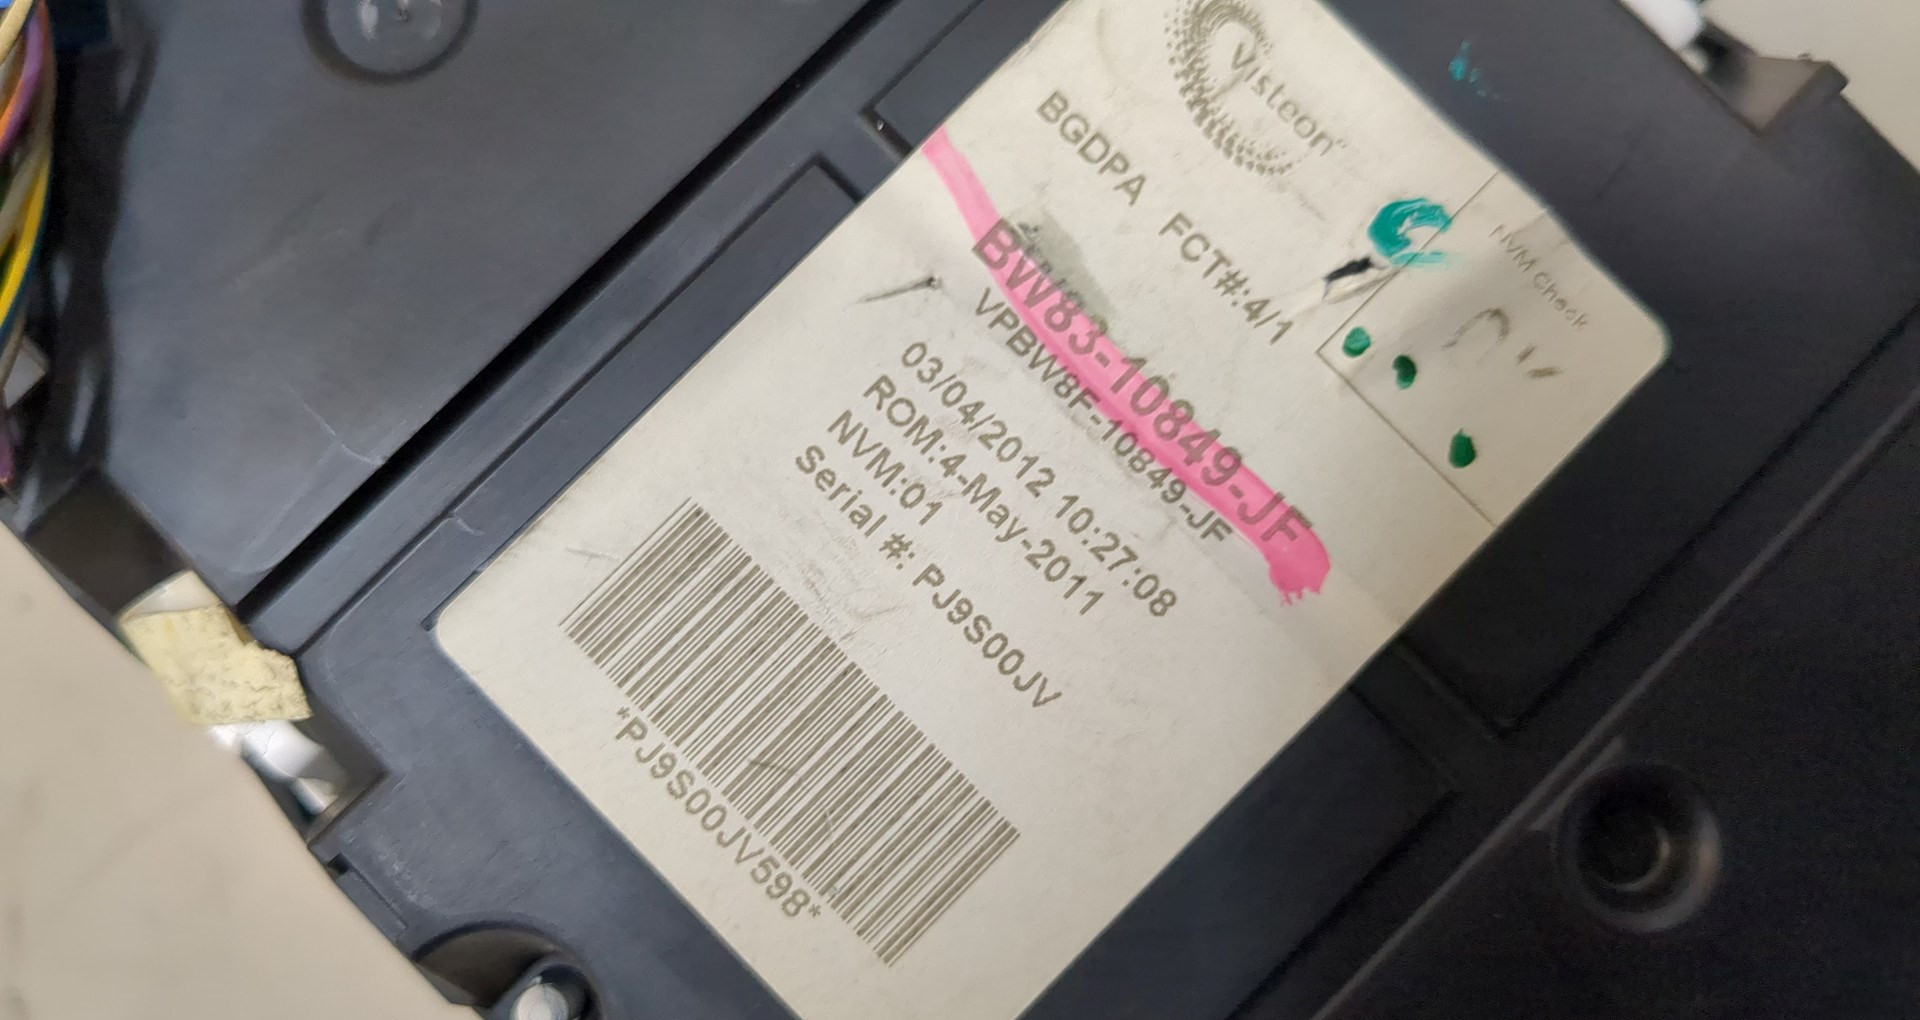 Visteon
BGDPA FCT#:4/1
NVM Check
BW83-10849-JF
VPBW8F-10849-JF
03/04/2012 10:27:08
ROM:4-May-2011
NVM:01
Serial #: PJ9S00JV
*PJ9S00JV598*